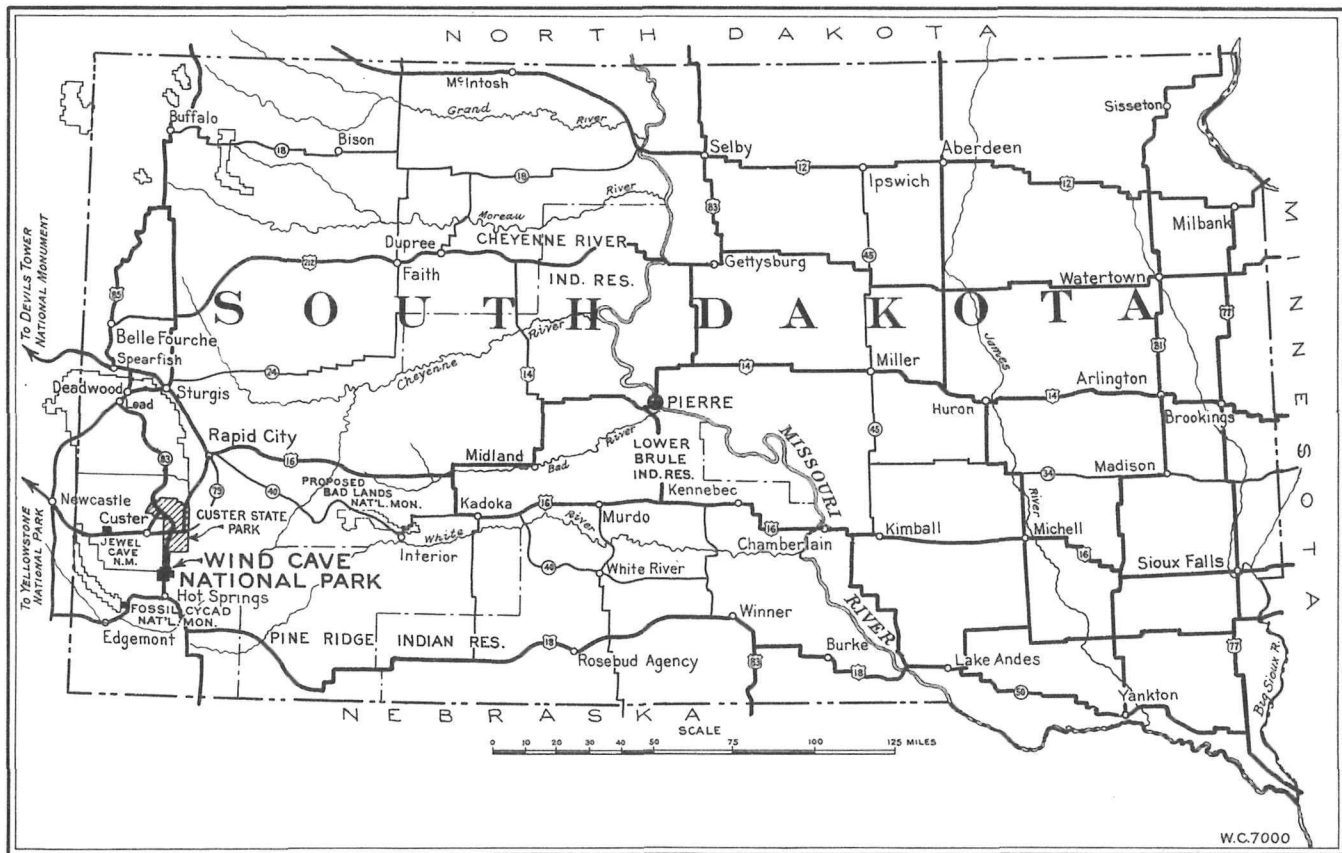 NORTH DAKOTA
McIntosh
Grand
River
Sisseton
Buffalo
Bison
18
Selby
12
Ipswich
Aberdeen
12
18
River
83
Moreau
Milbank
MINNESOTA
Dupree
CHEYENNE RIVER
IND. RES.
Faith
212
Gettysburg
45
Watertown
TO DEVILS TOWER
NATIONAL MONUMENT
85
SOUTH DAKOTA
77
Belle Fourche
Spearfish
River
Cheyenne
James
81
24
14
14
Miller
Deadwood
Sturgis
Lead
PIERRE
Huron
14
Arlington
Brookings
Rapid City
16
Midland
Bad
River
LOWER
BRULE
IND. RES.
MISSOURI
45
83
79
40
PROPOSED
BAD LANDS
NAT'L. MON.
34
Madison
Newcastle
Custer
CUSTER STATE
PARK
Kadoka
16
Kennebec
Murdo
River
JEWEL
CAVE
N.M.
Interior
White
River
16
Chamberlain
Kimball
Michell
16
TO YELLOWSTONE
NATIONAL PARK
WIND CAVE
NATIONAL PARK
40
White River
Sioux Falls
Hot Springs
FOSSIL CYCAD
NAT'L. MON.
Edgemont
PINE RIDGE INDIAN RES.
18
Rosebud Agency
Winner
83
Burke
18
RIVER
Lake Andes
50
Yankton
77
Big Sioux R.
NEBRASKA
SCALE
0 10 20 30 40 50 75 100 125 MILES
W.C.7000